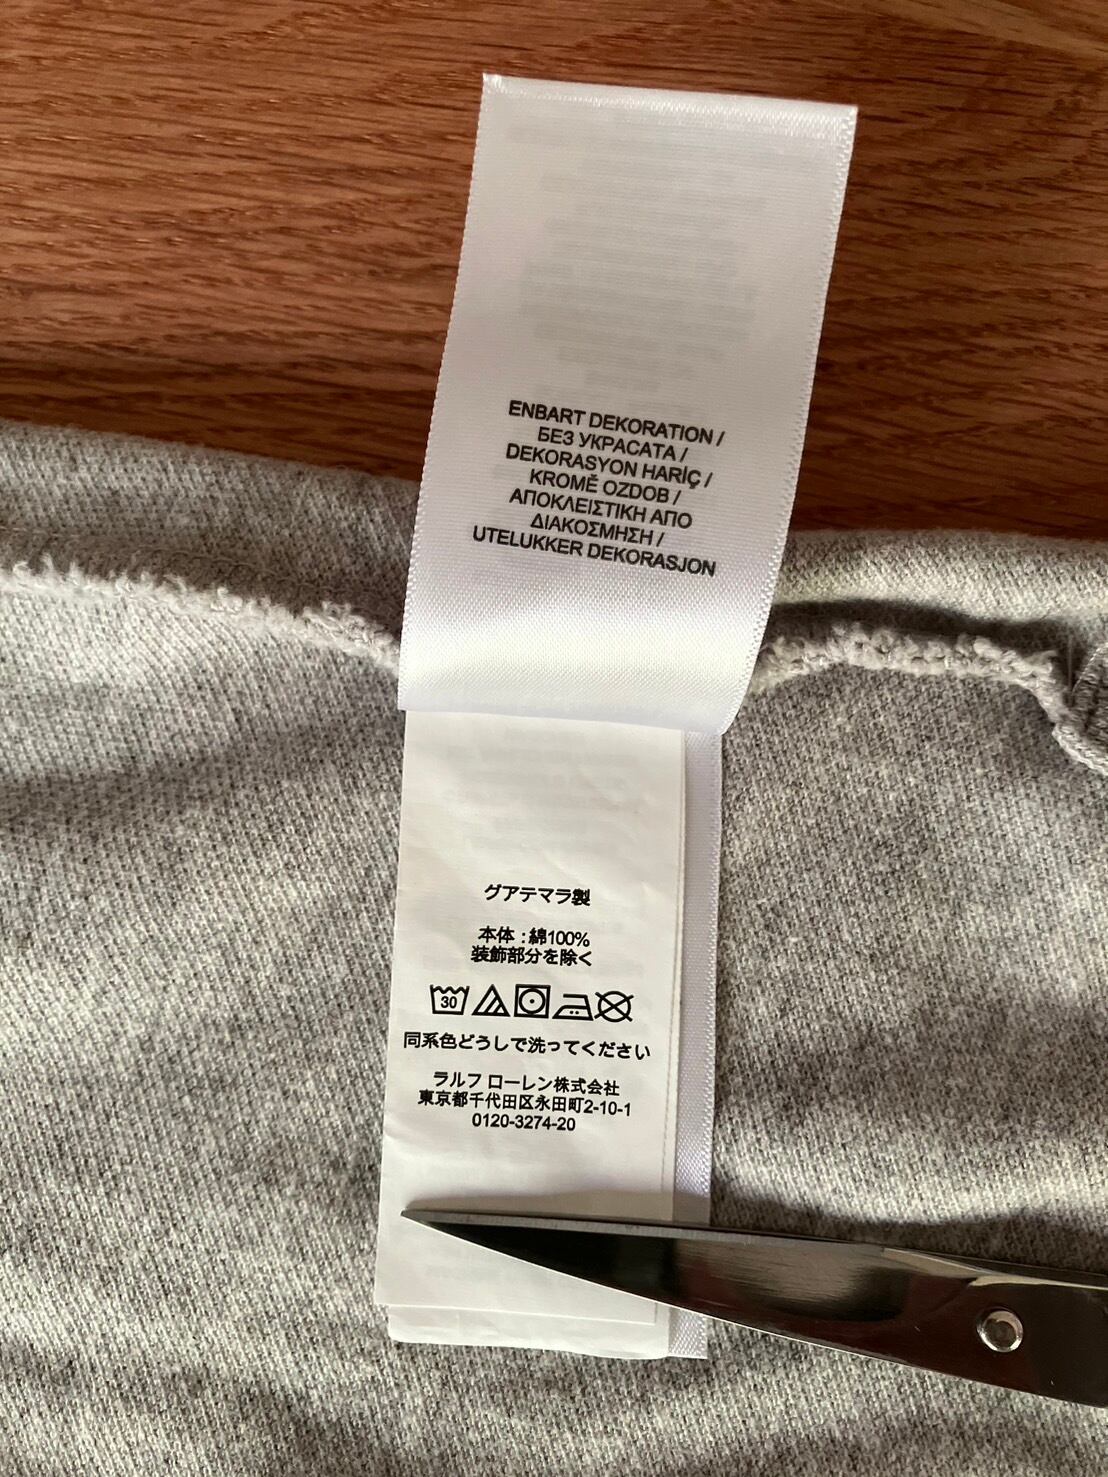 ENBART DEKORATION /
БЕЗ УКРАСАТА /
DEKORASYON HARİÇ /
KROMĚ OZDOB /
ΑΠΟΚΛΕΙΣΤΙΚΗ ΑΠΟ
ΔΙΑΚΟΣΜΗΣΗ /
UTELUKKER DEKORASJON
グアテマラ製
本体 : 綿100%
装飾部分を除く
30
同系色どうしで洗ってください
ラルフ ローレン株式会社
東京都千代田区永田町2-10-1
0120-3274-20